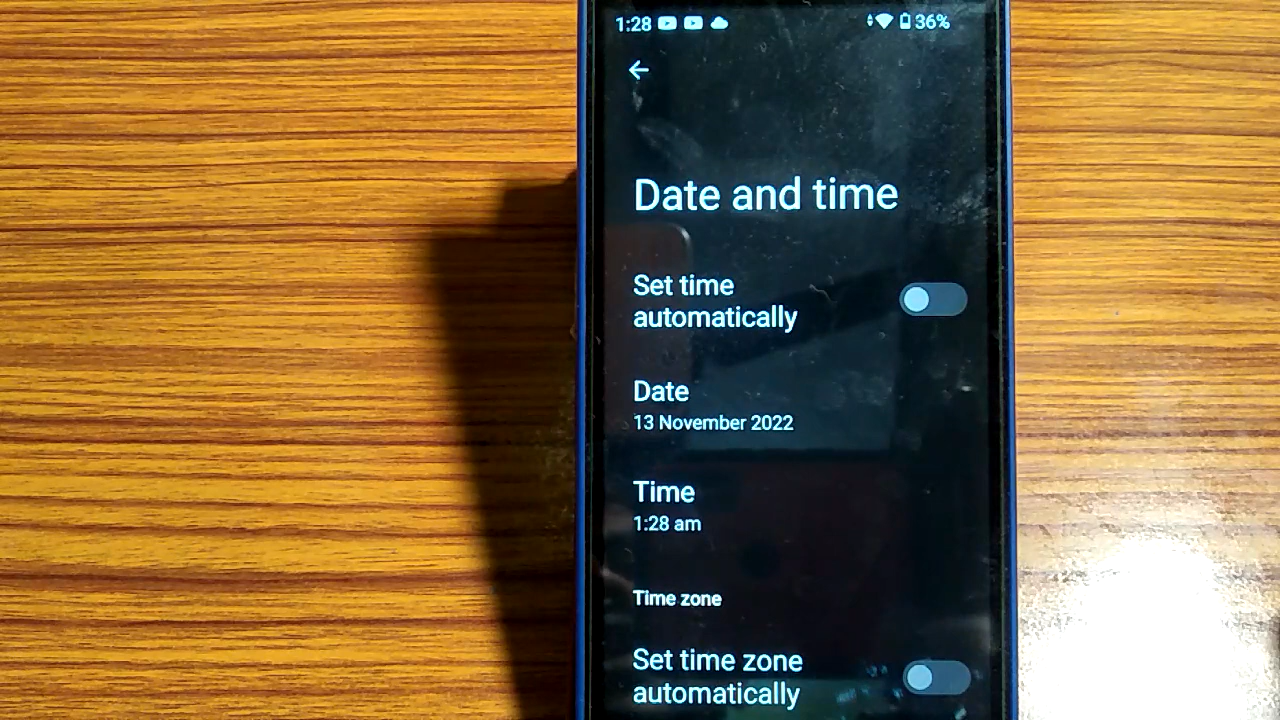 1:28 36%
Date and time
Set time
automatically
Date
13 November 2022
Time
1:28 am
Time zone
Set time zone
automatically